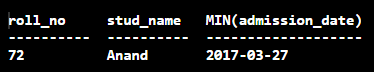 roll_no     stud_name   MIN(admission_date)
----------  ----------  -------------------
72          Anand       2017-03-27